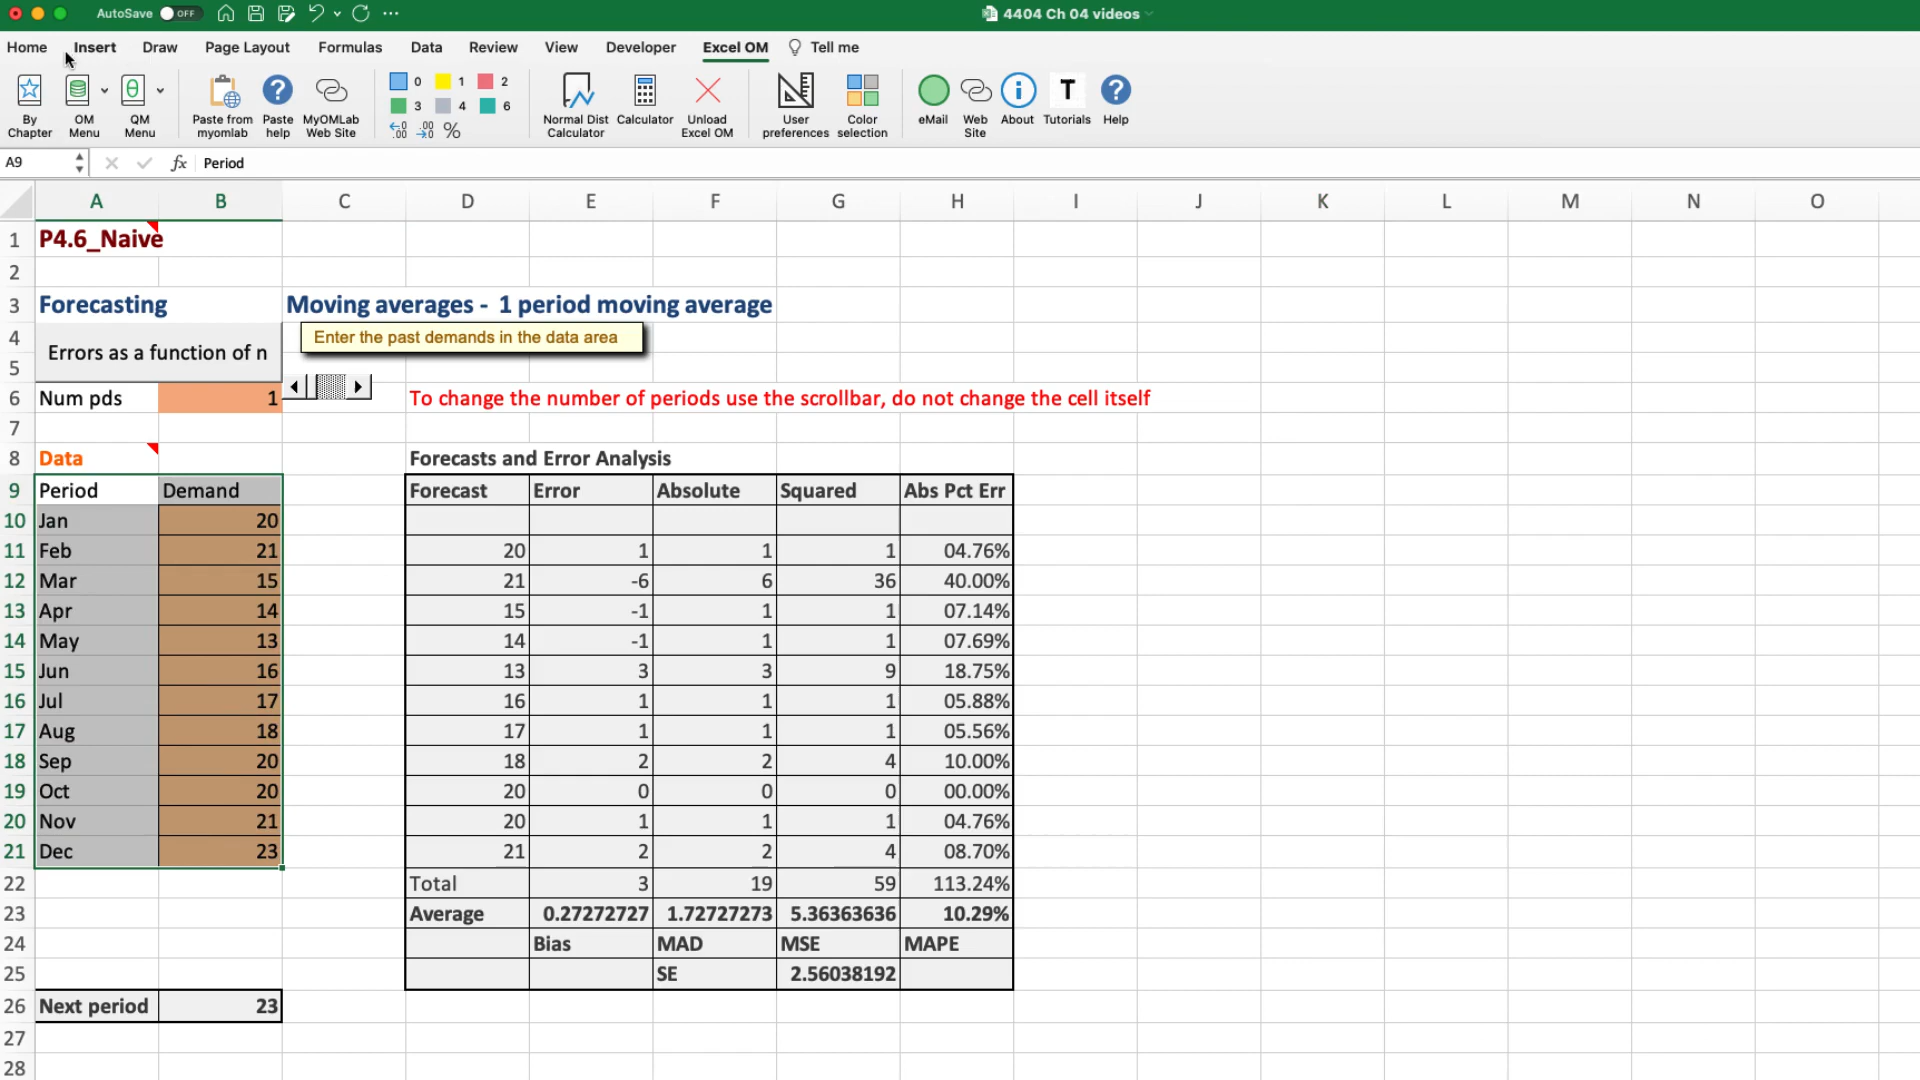 AutoSave OFF
4404 Ch 04 videos
Home Insert Draw Page Layout Formulas Data Review View Developer Excel OM Tell me
By Chapter
OM Menu
QM Menu
Paste from myomlab
Paste help
MyOMLab Web Site
0 1 2
3 4 6
Normal Dist Calculator
Calculator
Unload Excel OM
User preferences
Color selection
eMail
Web Site
About
Tutorials
Help
A9 fx Period
A B C D E F G H I J K L M N O
1 P4.6_Naive
2
3 Forecasting Moving averages - 1 period moving average
4 Enter the past demands in the data area
Errors as a function of n
5
6 Num pds 1 To change the number of periods use the scrollbar, do not change the cell itself
7
8 Data Forecasts and Error Analysis
9 Period Demand Forecast Error Absolute Squared Abs Pct Err
10 Jan 20
11 Feb 21 20 1 1 1 04.76%
12 Mar 15 21 -6 6 36 40.00%
13 Apr 14 15 -1 1 1 07.14%
14 May 13 14 -1 1 1 07.69%
15 Jun 16 13 3 3 9 18.75%
16 Jul 17 16 1 1 1 05.88%
17 Aug 18 17 1 1 1 05.56%
18 Sep 20 18 2 2 4 10.00%
19 Oct 20 20 0 0 0 00.00%
20 Nov 21 20 1 1 1 04.76%
21 Dec 23 21 2 2 4 08.70%
22 Total 3 19 59 113.24%
23 Average 0.27272727 1.72727273 5.36363636 10.29%
24 Bias MAD MSE MAPE
25 SE 2.56038192
26 Next period 23
27
28